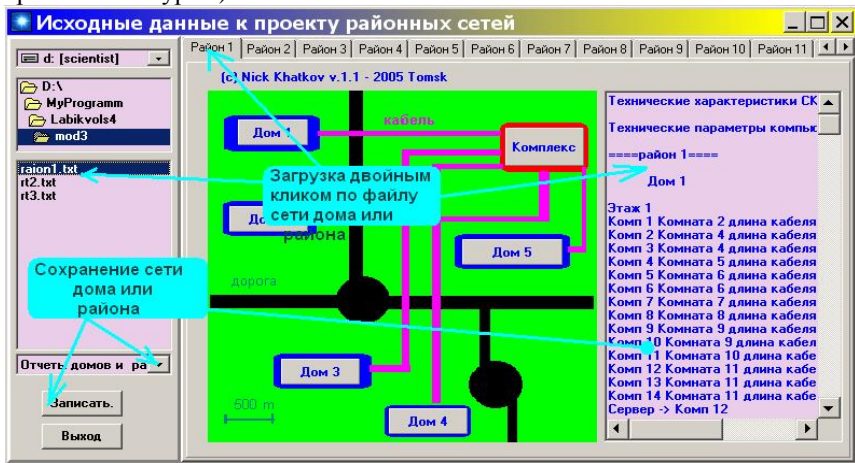 Исходные данные к проекту районных сетей
d: [scientist]
D:\
MyProgramm
Labikvols4
mod3
raion1.txt
rt2.txt
rt3.txt
Сохранение сети
дома или
района
Отчеты домов и ра
Записать.
Выход
Район 1 Район 2 Район 3 Район 4 Район 5 Район 6 Район 7 Район 8 Район 9 Район 10 Район 11
(c) Nick Khatkov v.1.1 - 2005 Tomsk
Дом 1
кабель
Комплекс
Загрузка двойным
кликом по файлу
сети дома или
района
Дом 5
дорога
Дом 3
500 m
Дом 4
Технические характеристики СК
Технические параметры компьк
====район 1====
Дом 1
Этаж 1
Комп 1 Комната 2 длина кабеля
Комп 2 Комната 4 длина кабеля
Комп 3 Комната 4 длина кабеля
Комп 4 Комната 5 длина кабеля
Комп 5 Комната 6 длина кабеля
Комп 6 Комната 6 длина кабеля
Комп 7 Комната 7 длина кабеля
Комп 8 Комната 8 длина кабеля
Комп 9 Комната 9 длина кабеля
Комп 10 Комната 9 длина кабел
Комп 11 Комната 10 длина кабе
Комп 12 Комната 11 длина кабе
Комп 13 Комната 11 длина кабе
Комп 14 Комната 11 длина кабе
Сервер -> Комп 12